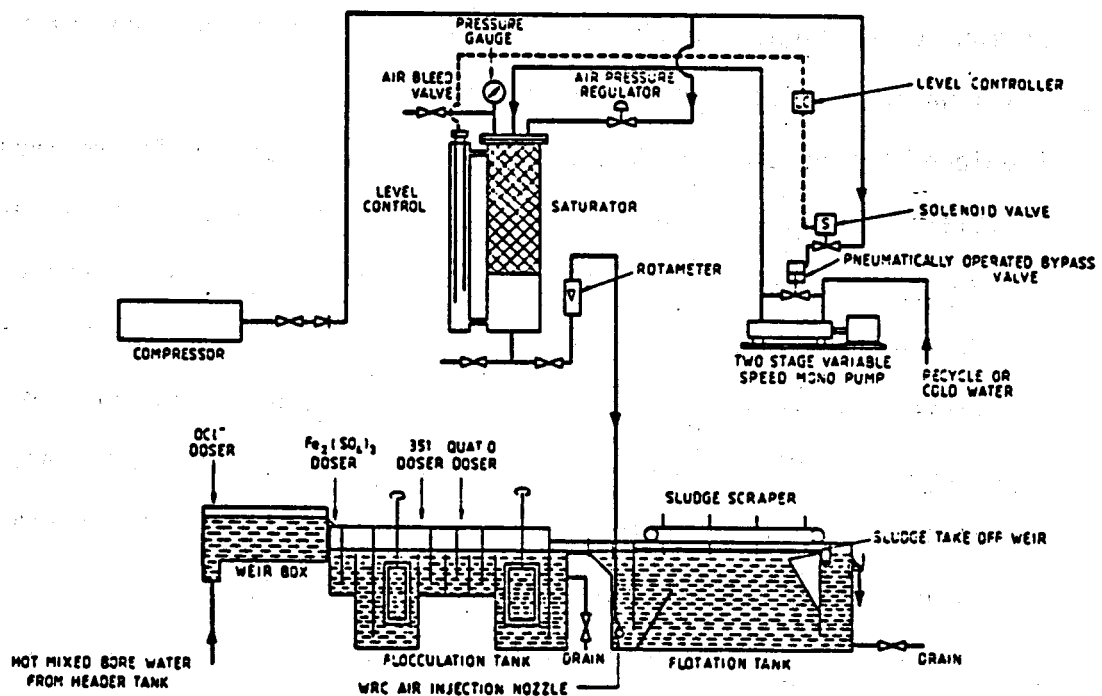 PRESSURE
GAUGE
AIR BLEED
VALVE
AIR PRESSURE
REGULATOR
LC
LEVEL CONTROLLER
LEVEL
CONTROL
SATURATOR
S
SOLENOID VALVE
PNEUMATICALLY OPERATED BYPASS
VALVE
ROTAMETER
COMPRESSOR
TWO STAGE VARIABLE
SPEED MONO PUMP
RECYCLE OR
COLD WATER
OCl⁻
DOSER
Fe₂(SO₄)₃
DOSER
351 QUATO
DOSER DOSER
SLUDGE SCRAPER
SLUDGE TAKE OFF WEIR
WEIR BOX
HOT MIXED BORE WATER
FROM HEADER TANK
FLOCCULATION TANK
DRAIN
FLOTATION TANK
DRAIN
WRC AIR INJECTION NOZZLE